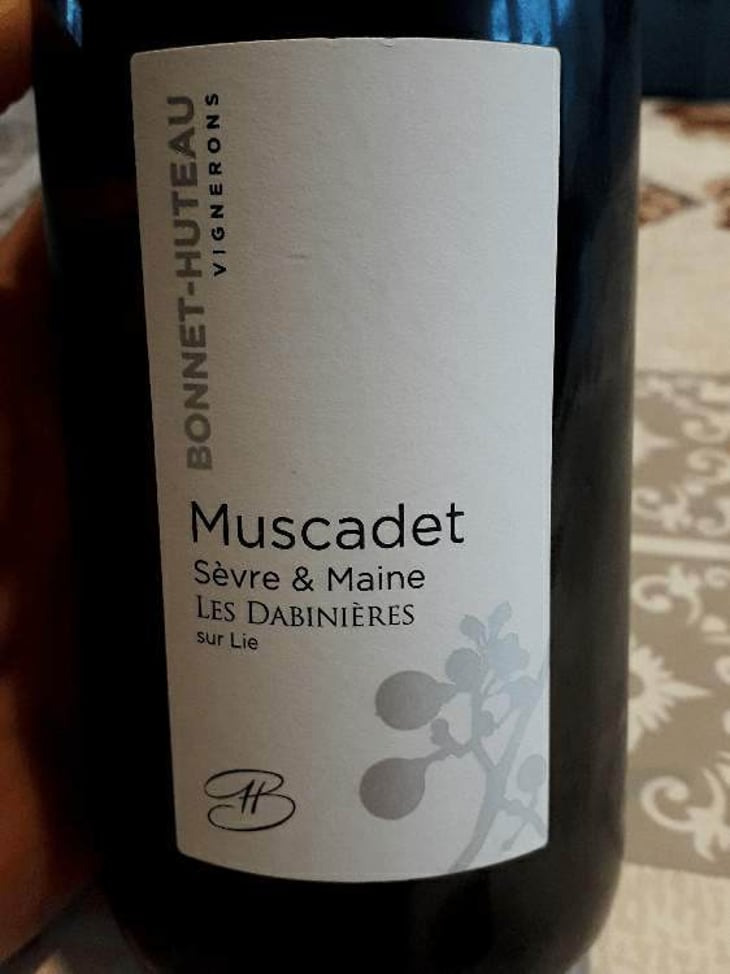 BONNET-HUTEAU
VIGNERONS
Muscadet
Sèvre & Maine
LES DABINIÈRES
sur Lie
HB